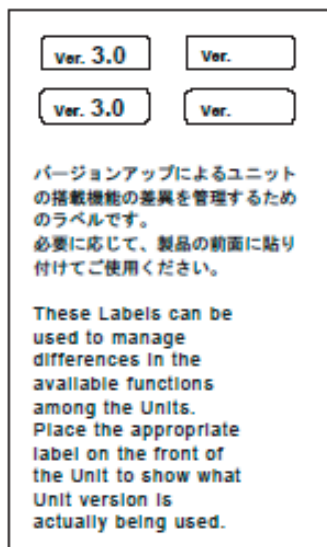 Ver. 3.0
Ver.
Ver. 3.0
Ver.
バージョンアップによるユニット
の搭載機能の差異を管理するため
のラベルです。
必要に応じて、製品の前面に貼り
付けてご使用ください。
These Labels can be
used to manage
differences in the
available functions
among the Units.
Place the appropriate
label on the front of
the Unit to show what
Unit version is
actually being used.